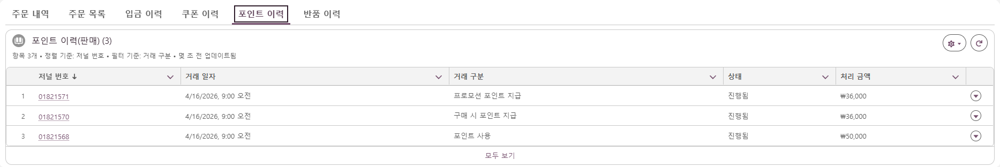 주문 내역 주문 목록 입금 이력 쿠폰 이력 포인트 이력 반품 이력
포인트 이력(판매) (3)
항목 3개 • 정렬 기준: 저널 번호 • 필터 기준: 거래 구분 • 몇 초 전 업데이트됨
저널 번호 ↓ 거래 일자 거래 구분 상태 처리 금액
1 01821571 4/16/2026, 9:00 오전 프로모션 포인트 지급 진행됨 ₩36,000
2 01821570 4/16/2026, 9:00 오전 구매 시 포인트 지급 진행됨 ₩36,000
3 01821568 4/16/2026, 9:00 오전 포인트 사용 진행됨 ₩50,000
모두 보기